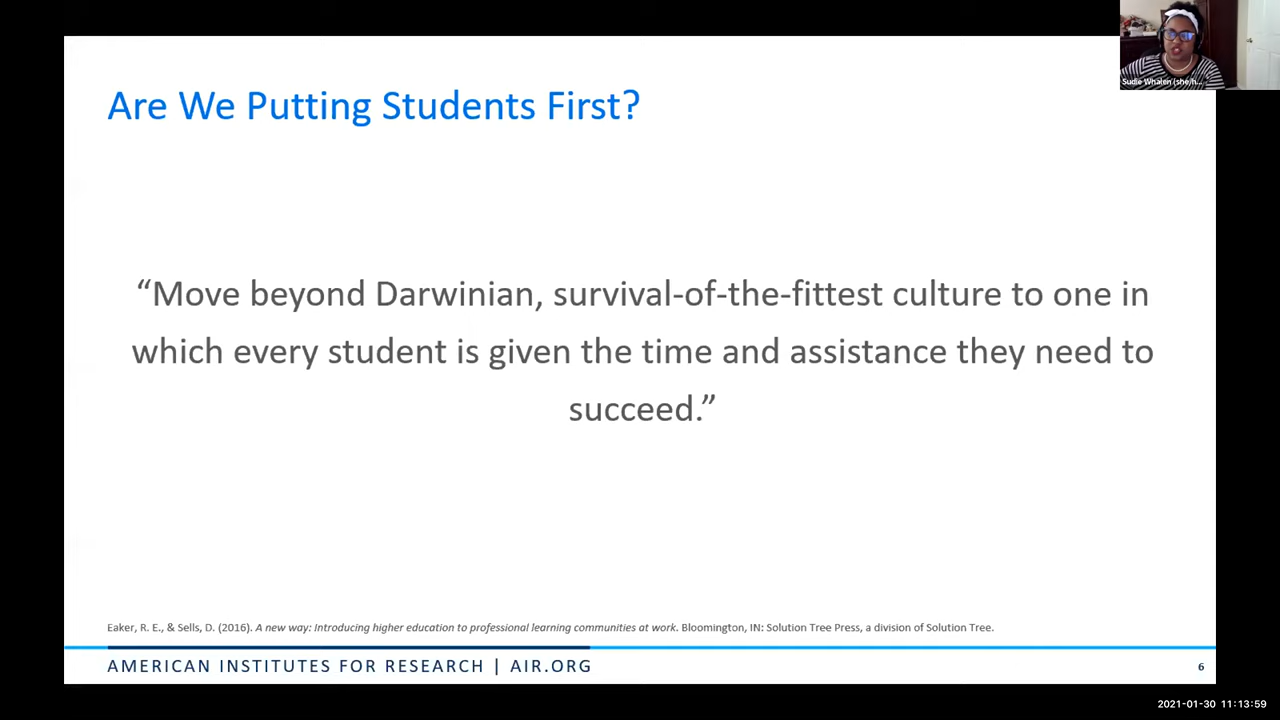 Sudie Whalen (she/h...
Are We Putting Students First?
“Move beyond Darwinian, survival-of-the-fittest culture to one in
which every student is given the time and assistance they need to
succeed.”
Eaker, R. E., & Sells, D. (2016). A new way: Introducing higher education to professional learning communities at work. Bloomington, IN: Solution Tree Press, a division of Solution Tree.
AMERICAN INSTITUTES FOR RESEARCH | AIR.ORG
6
2021-01-30 11:13:59